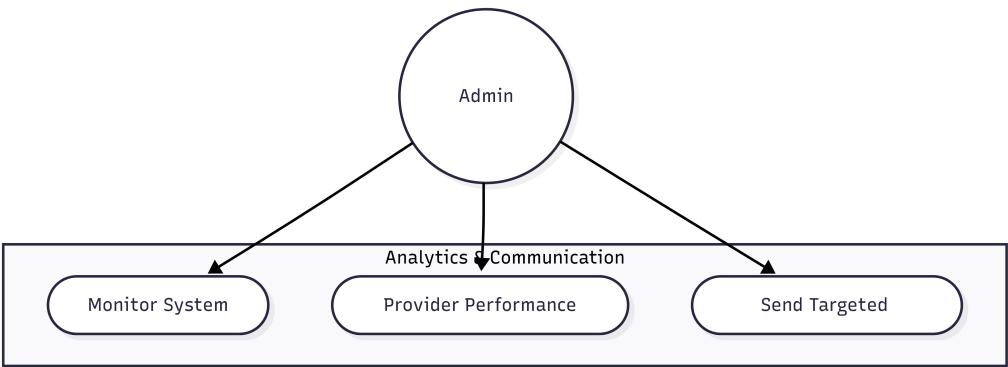 Admin
Analytics & Communication
Monitor System
Provider Performance
Send Targeted